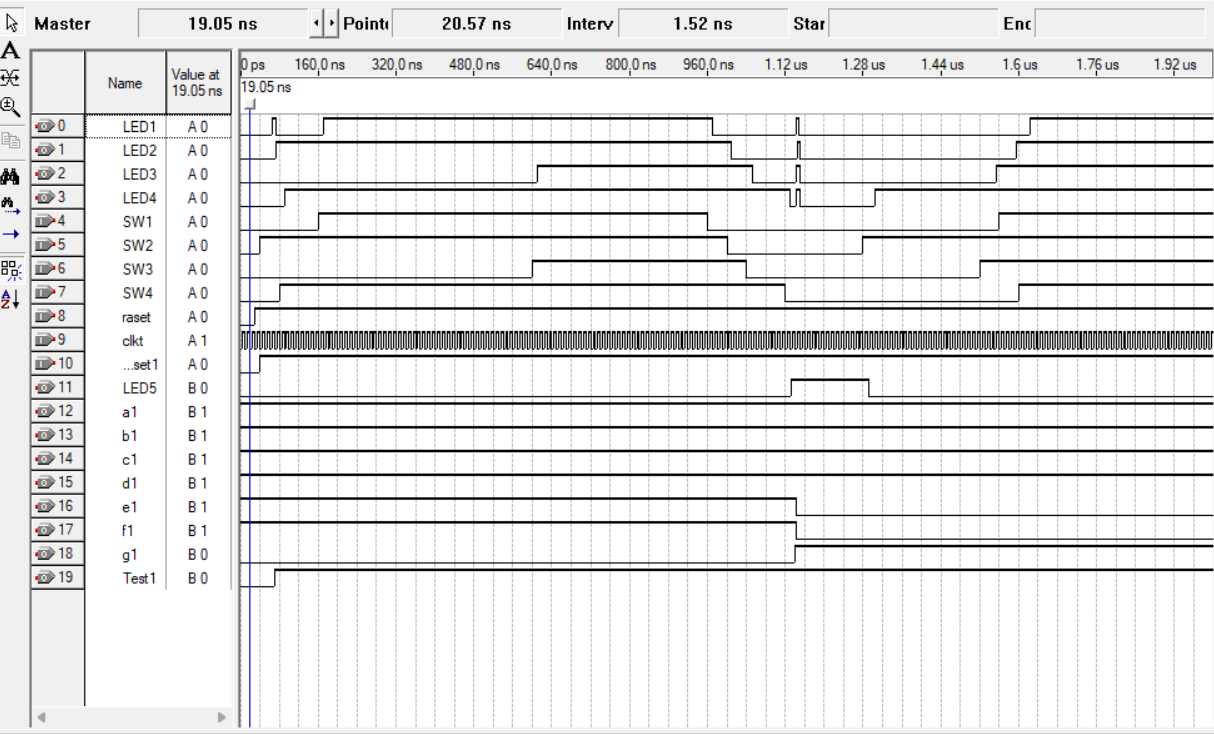 Master 19.05 ns Pointe 20.57 ns Interv 1.52 ns Star Enc
A
Name Value at 19.05 ns
0 ps 160.0 ns 320.0 ns 480.0 ns 640.0 ns 800.0 ns 960.0 ns 1.12 us 1.28 us 1.44 us 1.6 us 1.76 us 1.92 us
19.05 ns
0 LED1 A 0
1 LED2 A 0
2 LED3 A 0
3 LED4 A 0
4 SW1 A 0
5 SW2 A 0
6 SW3 A 0
7 SW4 A 0
8 raset A 0
9 clkt A 1
10 ...set1 A 0
11 LED5 B 0
12 a1 B 1
13 b1 B 1
14 c1 B 1
15 d1 B 1
16 e1 B 1
17 f1 B 1
18 g1 B 0
19 Test1 B 0